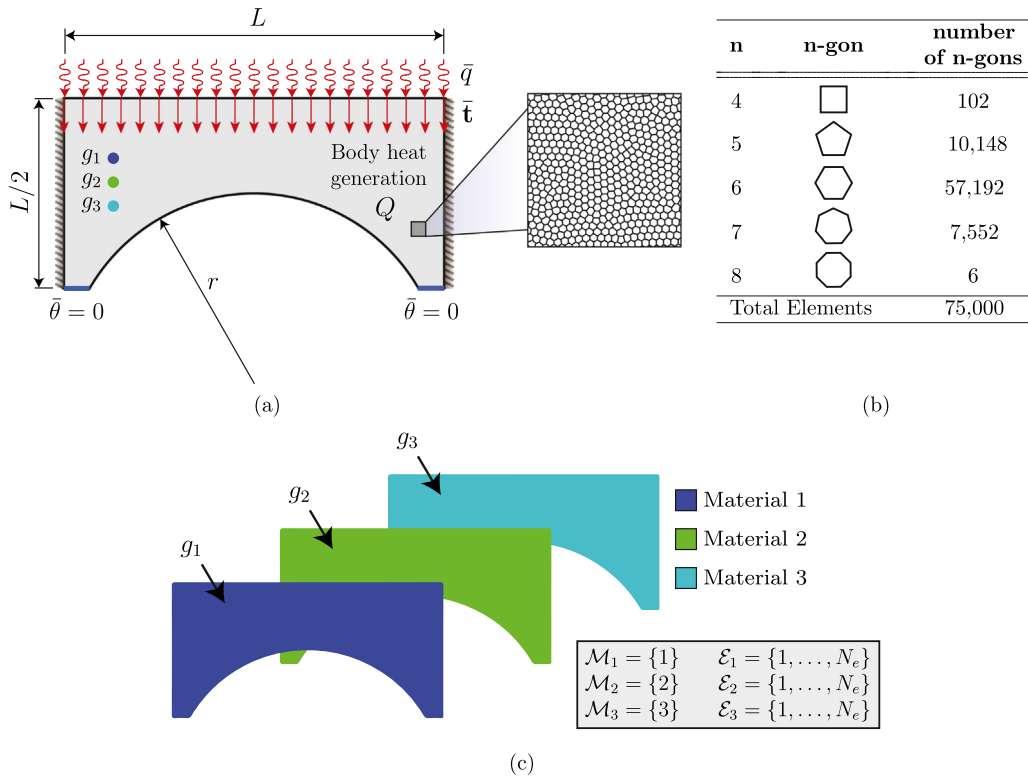 L
q̄
t̄
L/2
g₁
g₂
g₃
Body heat
generation
Q
r
θ̄ = 0
θ̄ = 0
(a)
n n-gon number
of n-gons
4 102
5 10,148
6 57,192
7 7,552
8 6
Total Elements 75,000
(b)
g₃
g₂
g₁
Material 1
Material 2
Material 3
ℳ₁ = {1} ℰ₁ = {1, . . . , Nₑ}
ℳ₂ = {2} ℰ₂ = {1, . . . , Nₑ}
ℳ₃ = {3} ℰ₃ = {1, . . . , Nₑ}
(c)